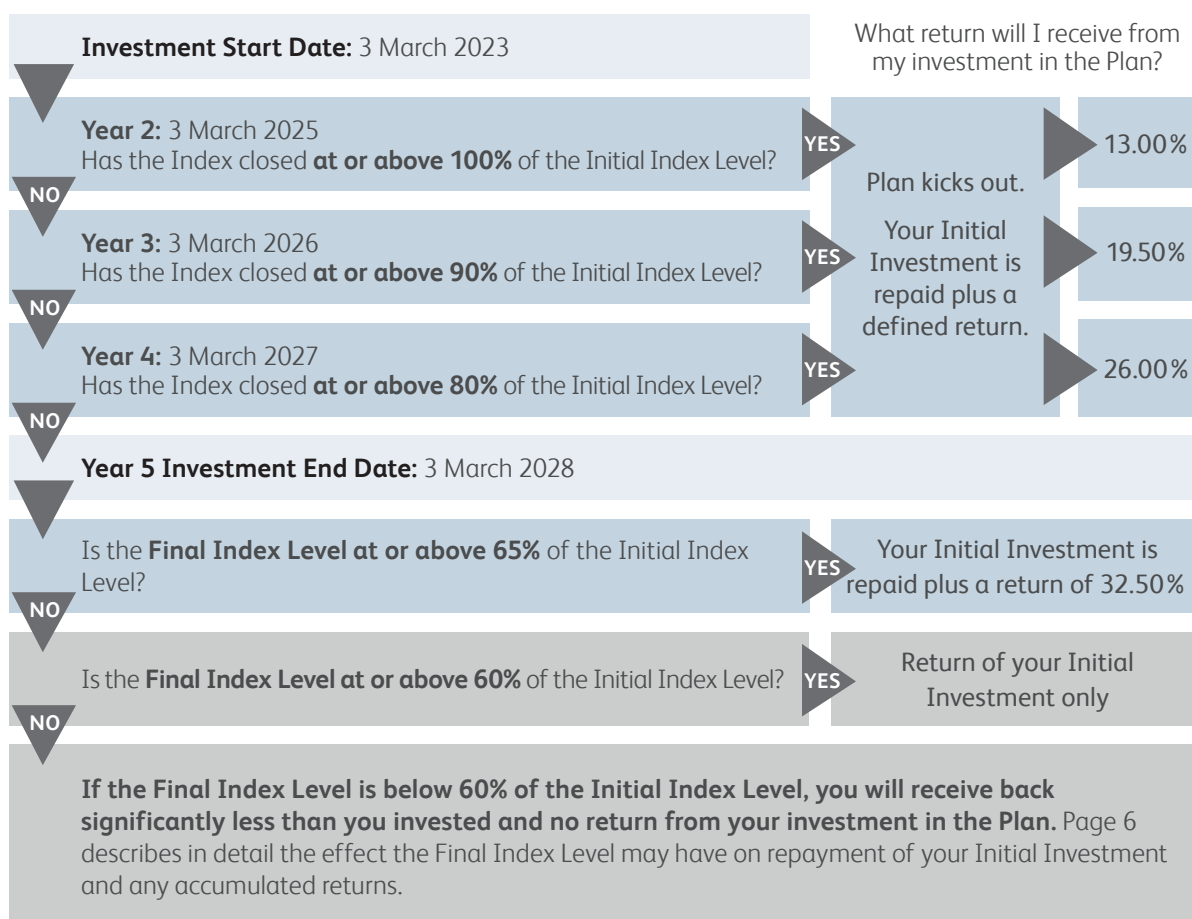 Investment Start Date: 3 March 2023
What return will I receive from
my investment in the Plan?
Year 2: 3 March 2025
Has the Index closed at or above 100% of the Initial Index Level?
YES
13.00%
NO
Plan kicks out.
Your Initial
Investment is
repaid plus a
defined return.
Year 3: 3 March 2026
Has the Index closed at or above 90% of the Initial Index Level?
YES
19.50%
NO
Year 4: 3 March 2027
Has the Index closed at or above 80% of the Initial Index Level?
YES
26.00%
NO
Year 5 Investment End Date: 3 March 2028
Is the Final Index Level at or above 65% of the Initial Index
Level?
YES
Your Initial Investment is
repaid plus a return of 32.50%
NO
Is the Final Index Level at or above 60% of the Initial Index Level?
YES
Return of your Initial
Investment only
NO
If the Final Index Level is below 60% of the Initial Index Level, you will receive back
significantly less than you invested and no return from your investment in the Plan. Page 6
describes in detail the effect the Final Index Level may have on repayment of your Initial Investment
and any accumulated returns.